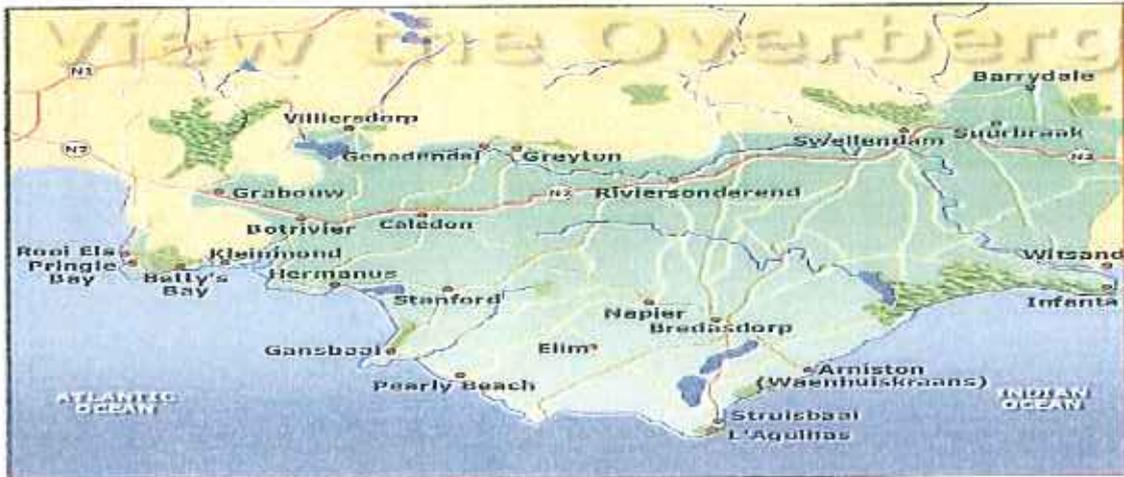 View the Overberg
N1
Barrydale
Villiersdorp
Swellendam
Suurbraak
N2
Genadendal
Greyton
N2
Grabouw
N2
Riviersonderend
Botrivier
Caledon
Rooi Els
Kleinmond
Witsand
Pringle
Bay
Betty's
Bay
Hermanus
Stanford
Infanta
Napier
Bredasdorp
Gansbaai
Elim
Arniston
(Waenhuiskraans)
Pearly Beach
ATLANTIC
OCEAN
INDIAN
OCEAN
Struisbaai
L'Agulhas